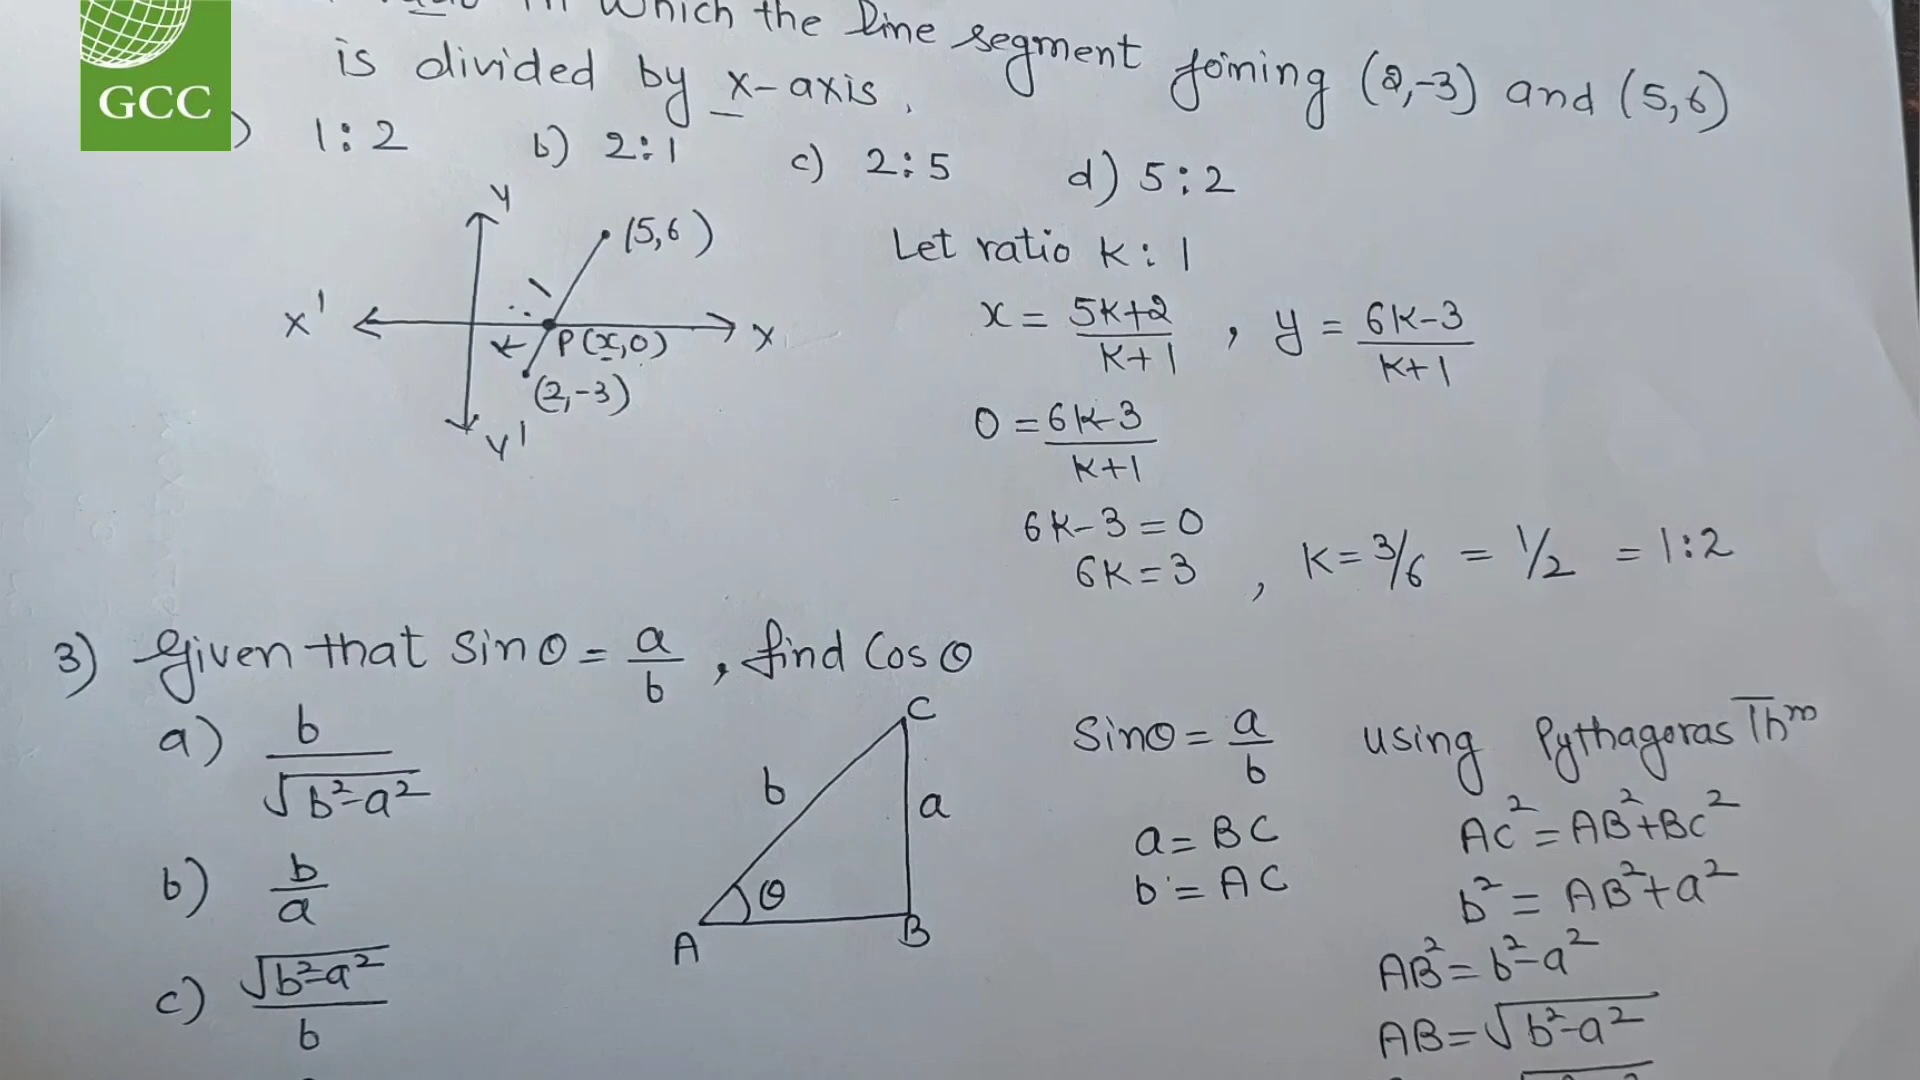 GCC
in which the line segment joining (2,-3) and (5,6)
is divided by x-axis.
) 1:2 b) 2:1 c) 2:5 d) 5:2
Y
(5,6)
X' P(x,0) X
(2,-3)
Y'
Let ratio K:1
x = 5K+2/K+1 , y = 6K-3/K+1
0 = 6K-3/K+1
6K-3=0
6K=3 , K=3/6 = 1/2 = 1:2
3) Given that sinθ = a/b , find cosθ
a) b/√b²-a²
b) b/a
c) √b²-a²/b
C
b
a
θ
A
B
sinθ = a/b using Pythagoras Thm
a = BC
b = AC
AC² = AB²+BC²
b² = AB²+a²
AB² = b²-a²
AB = √b²-a²